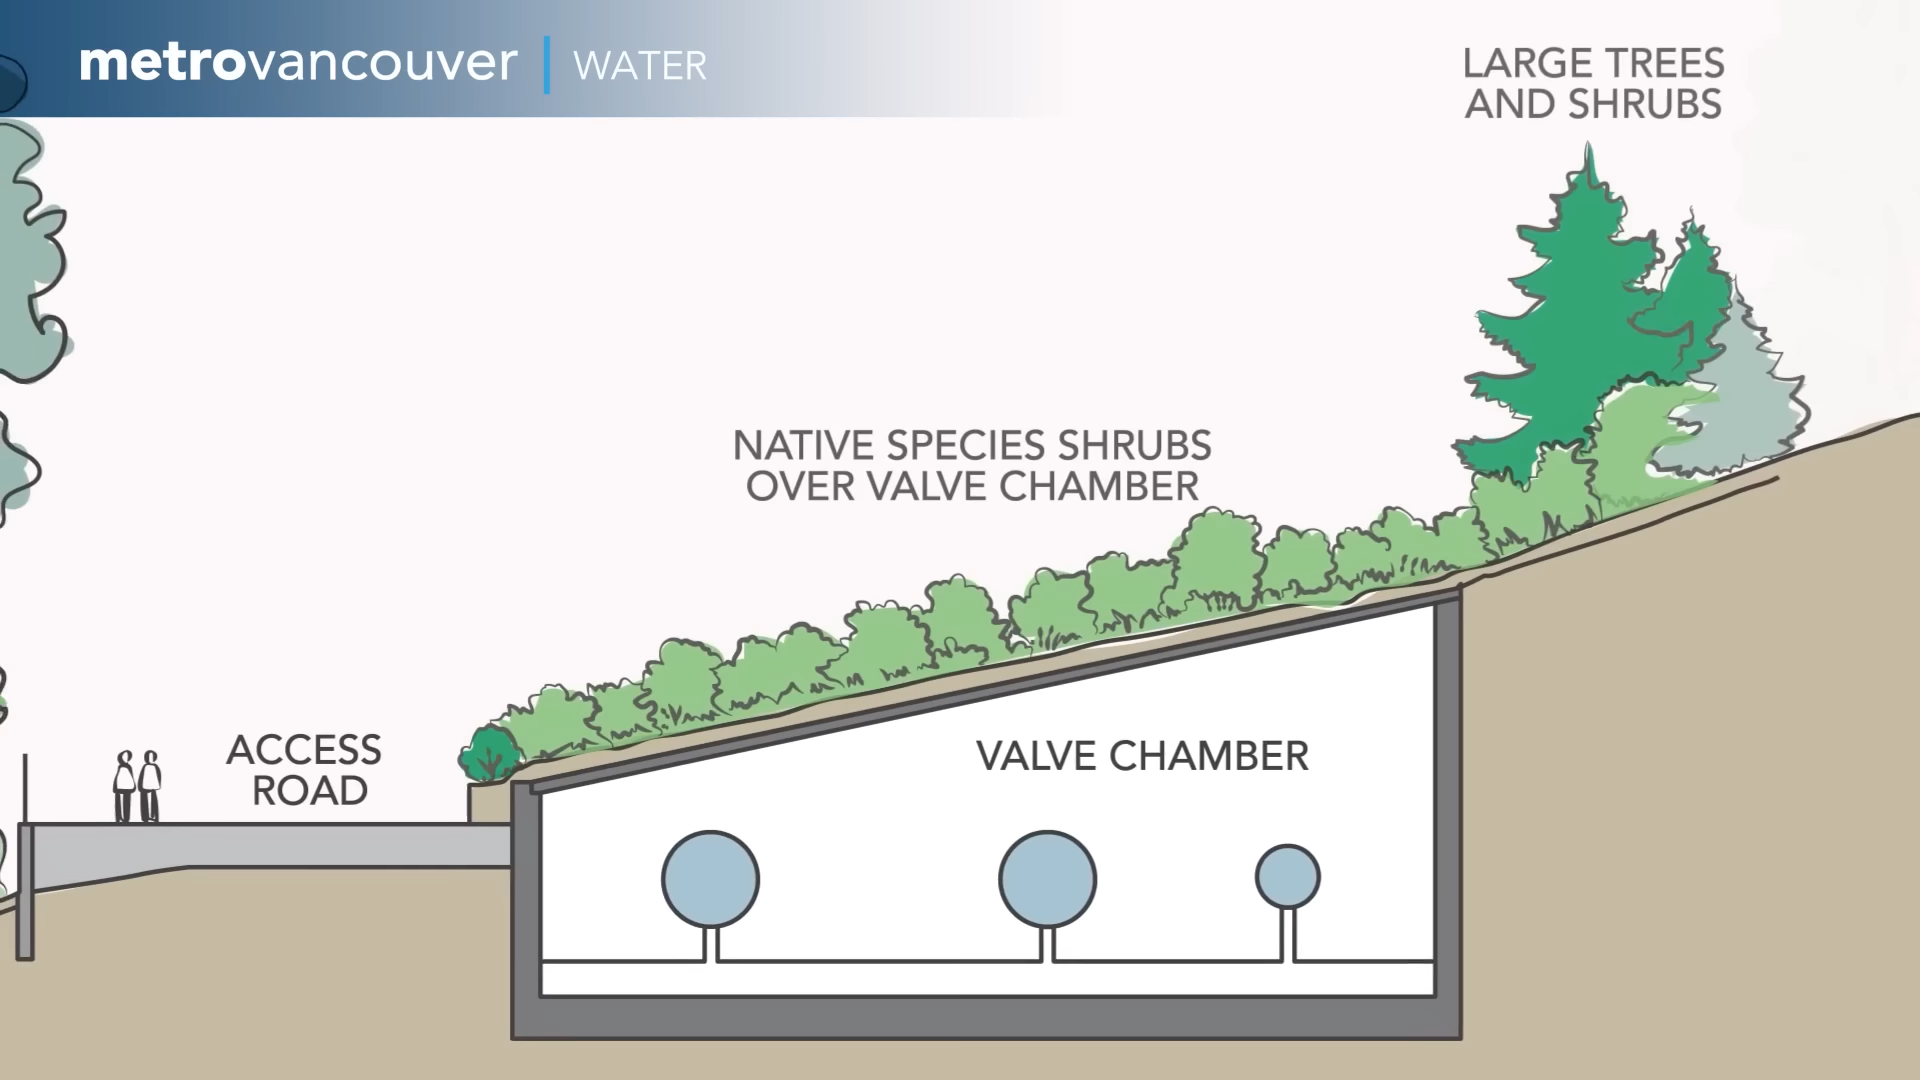 metrovancouver | WATER
LARGE TREES
AND SHRUBS
NATIVE SPECIES SHRUBS
OVER VALVE CHAMBER
ACCESS
ROAD
VALVE CHAMBER